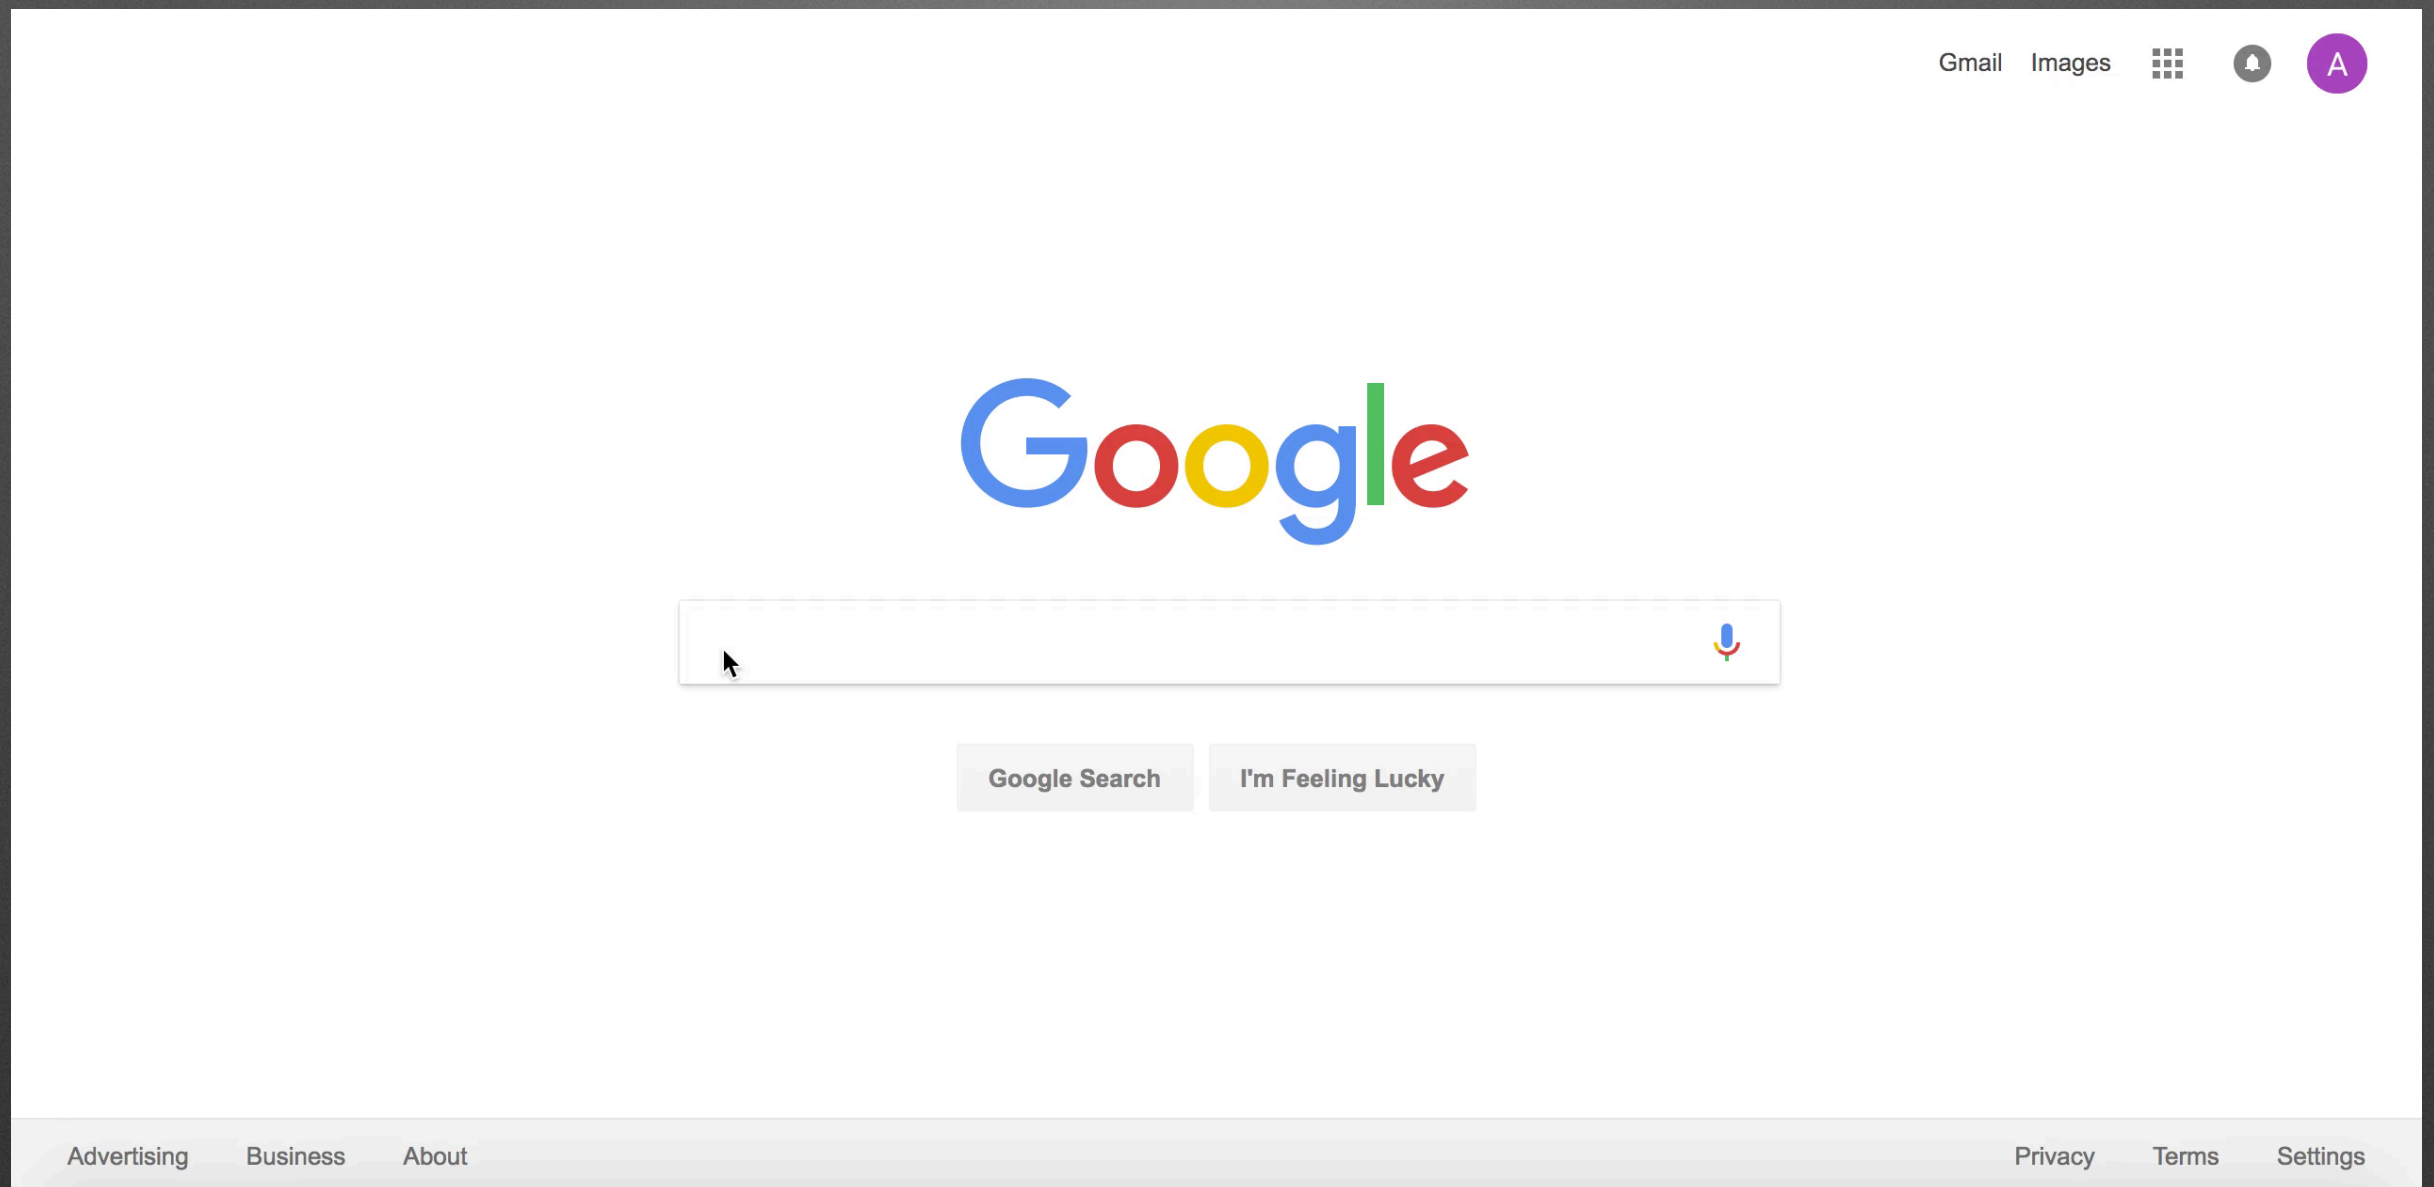 Gmail Images A
Google
Google Search I'm Feeling Lucky
Advertising Business About Privacy Terms Settings